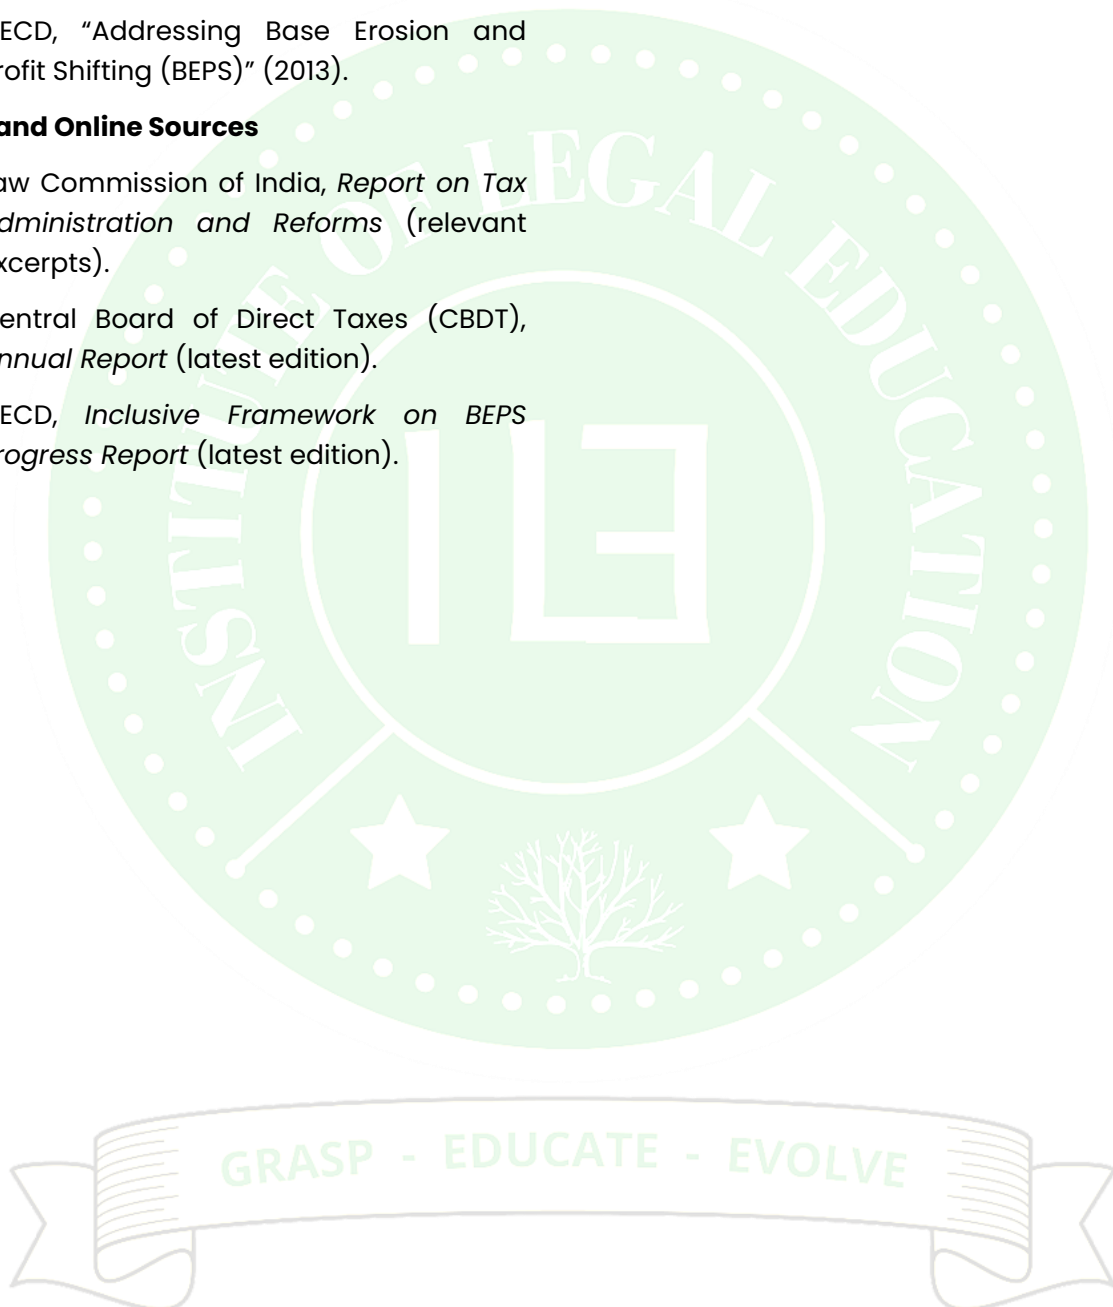 ECD, “Addressing Base Erosion and
rofit Shifting (BEPS)” (2013).
and Online Sources
aw Commission of India, Report on Tax
dministration and Reforms (relevant
xcerpts).
entral Board of Direct Taxes (CBDT),
nnual Report (latest edition).
ECD, Inclusive Framework on BEPS
rogress Report (latest edition).
INSTITUTE OF LEGAL EDUCATION
ILE
GRASP - EDUCATE - EVOLVE